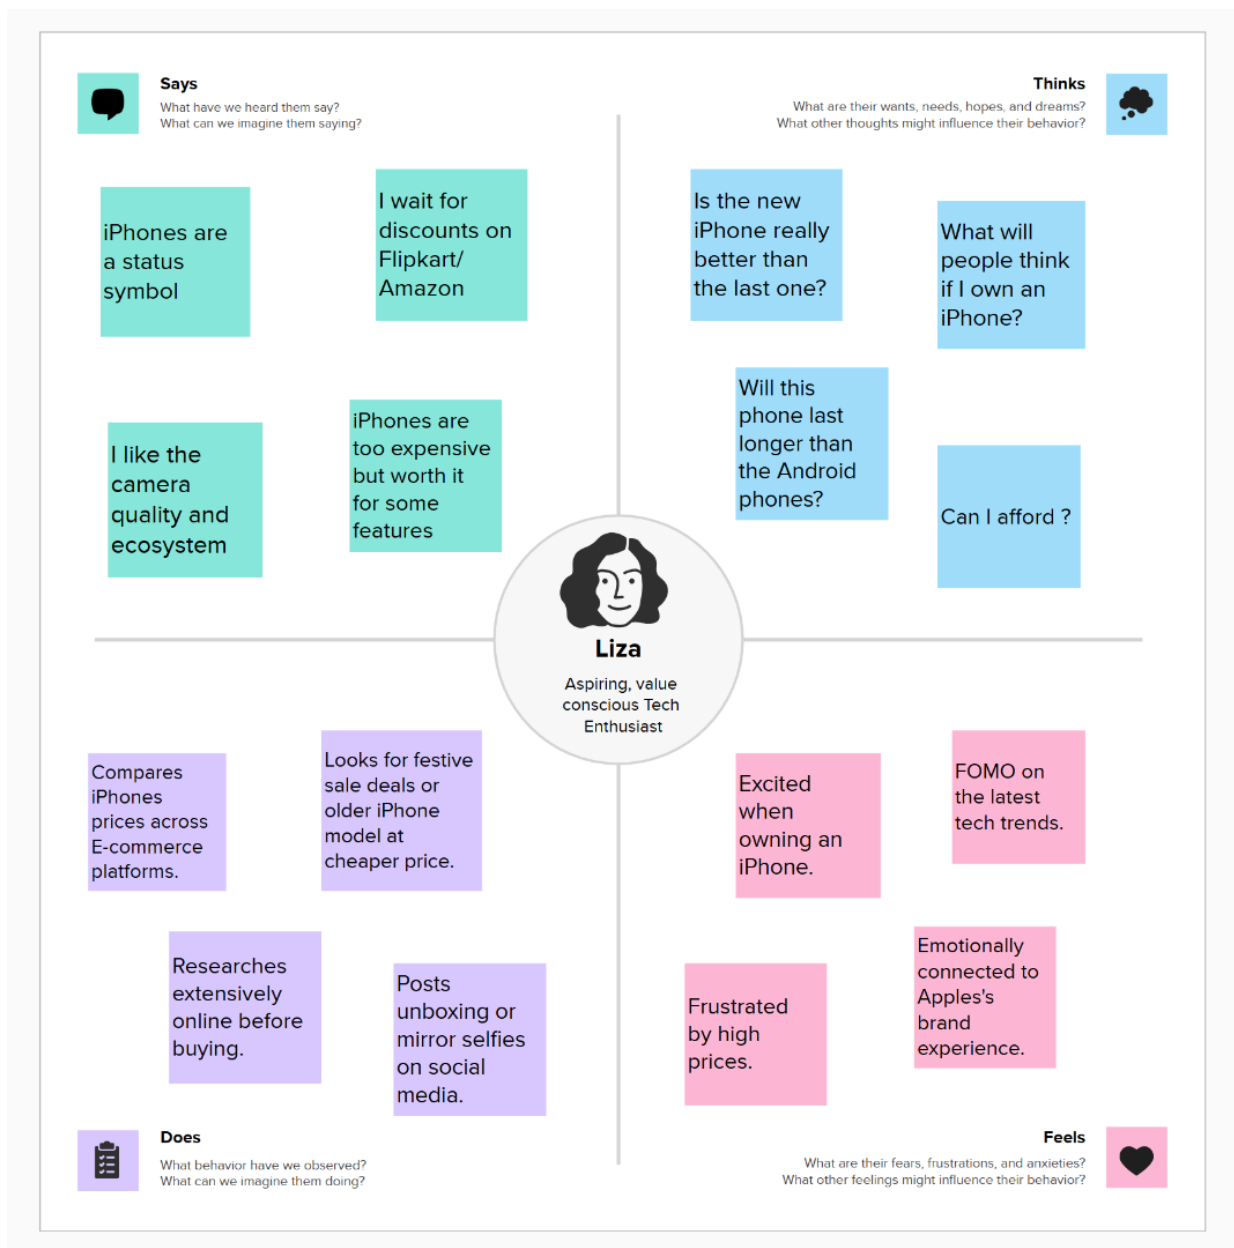 Says
What have we heard them say?
What can we imagine them saying?
Thinks
What are their wants, needs, hopes, and dreams?
What other thoughts might influence their behavior?
iPhones are
a status
symbol
I wait for
discounts on
Flipkart/
Amazon
I like the
camera
quality and
ecosystem
iPhones are
too expensive
but worth it
for some
features
Is the new
iPhone really
better than
the last one?
What will
people think
if I own an
iPhone?
Will this
phone last
longer than
the Android
phones?
Can I afford ?
Liza
Aspiring, value
conscious Tech
Enthusiast
Compares
iPhones
prices across
E-commerce
platforms.
Looks for festive
sale deals or
older iPhone
model at
cheaper price.
Researches
extensively
online before
buying.
Posts
unboxing or
mirror selfies
on social
media.
Excited
when
owning an
iPhone.
FOMO on
the latest
tech trends.
Frustrated
by high
prices.
Emotionally
connected to
Apples's
brand
experience.
Does
What behavior have we observed?
What can we imagine them doing?
Feels
What are their fears, frustrations, and anxieties?
What other feelings might influence their behavior?